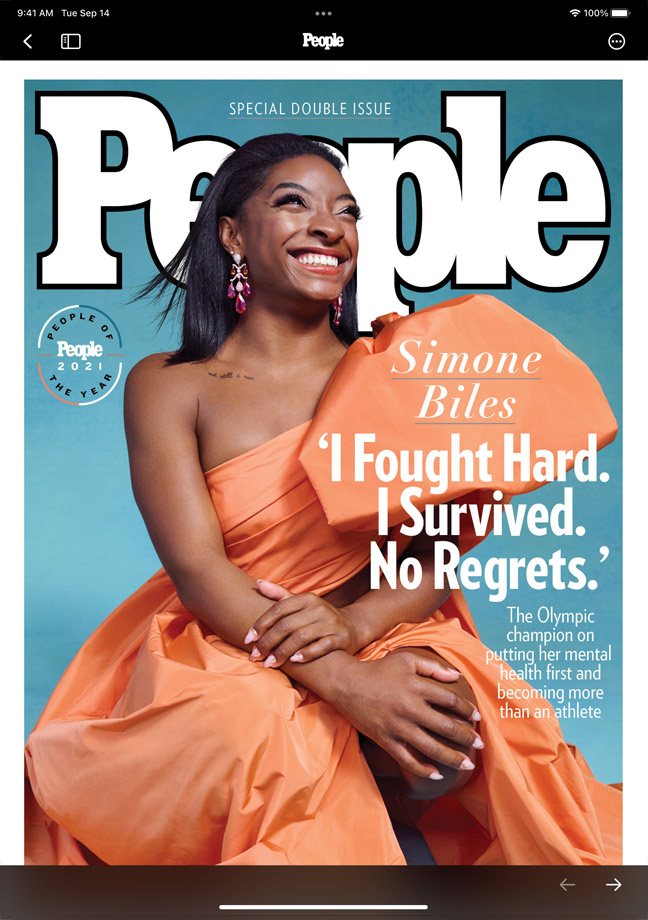 9:41 AM Tue Sep 14
100%
People
SPECIAL DOUBLE ISSUE
People
PEOPLE OF
People
2021
THE YEAR
Simone
Biles
‘I Fought Hard.
I Survived.
No Regrets.’
The Olympic
champion on
putting her mental
health first and
becoming more
than an athlete